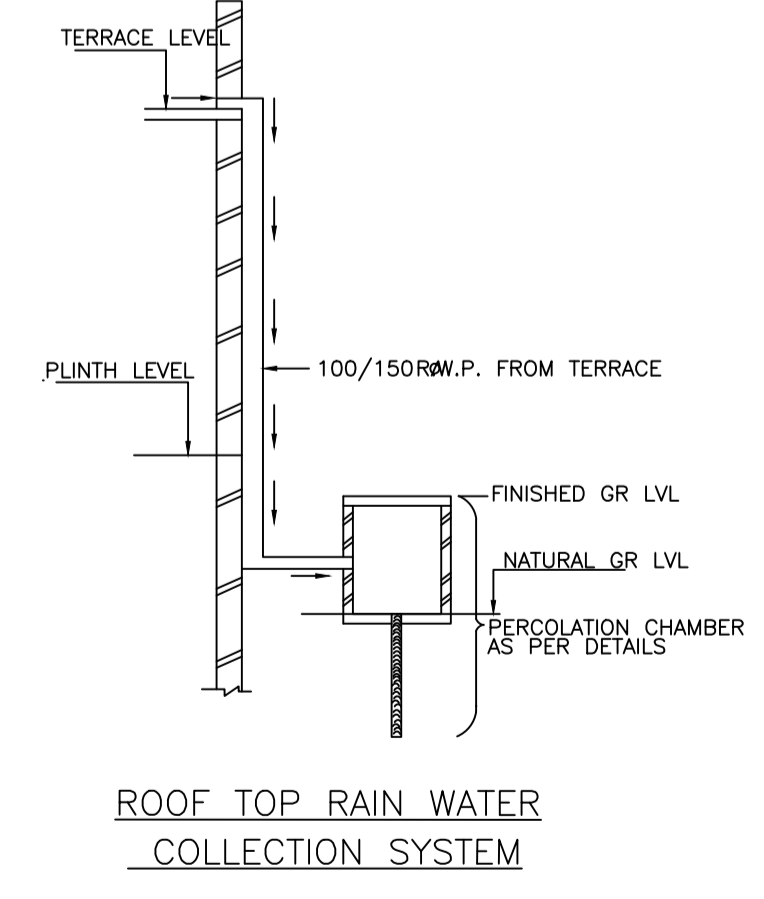 TERRACE LEVEL
PLINTH LEVEL
100/150RØW.P. FROM TERRACE
FINISHED GR LVL
NATURAL GR LVL
PERCOLATION CHAMBER
AS PER DETAILS
ROOF TOP RAIN WATER
COLLECTION SYSTEM